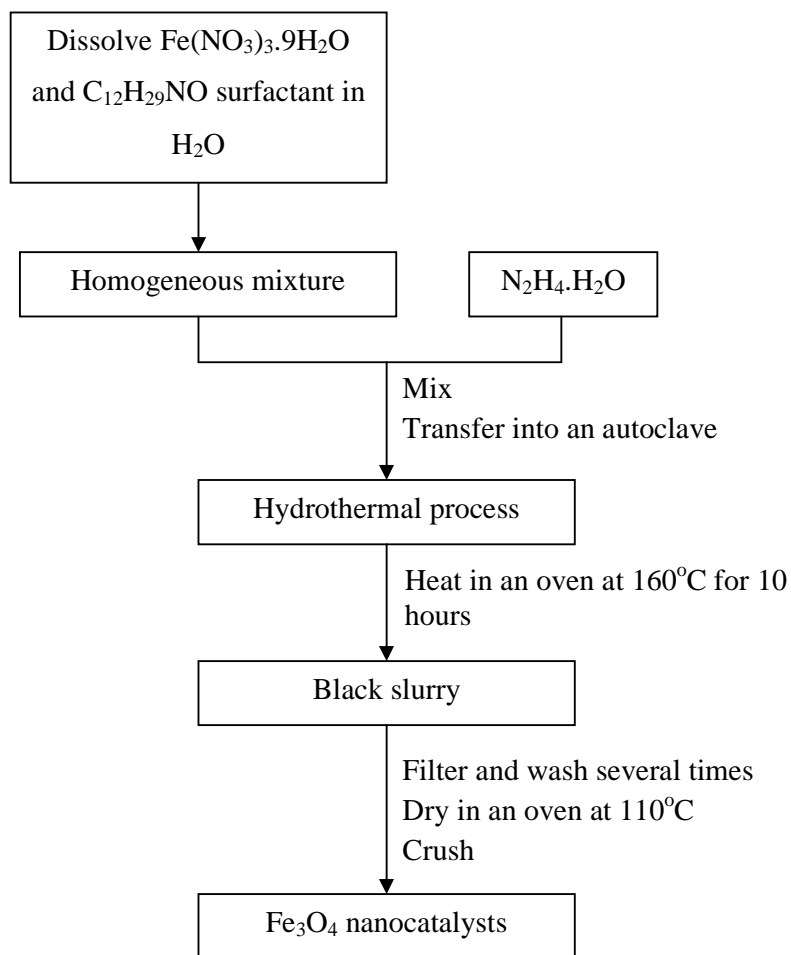 Dissolve Fe(NO₃)₃.9H₂O
and C₁₂H₂₉NO surfactant in
H₂O
Homogeneous mixture
N₂H₄.H₂O
Mix
Transfer into an autoclave
Hydrothermal process
Heat in an oven at 160°C for 10
hours
Black slurry
Filter and wash several times
Dry in an oven at 110°C
Crush
Fe₃O₄ nanocatalysts